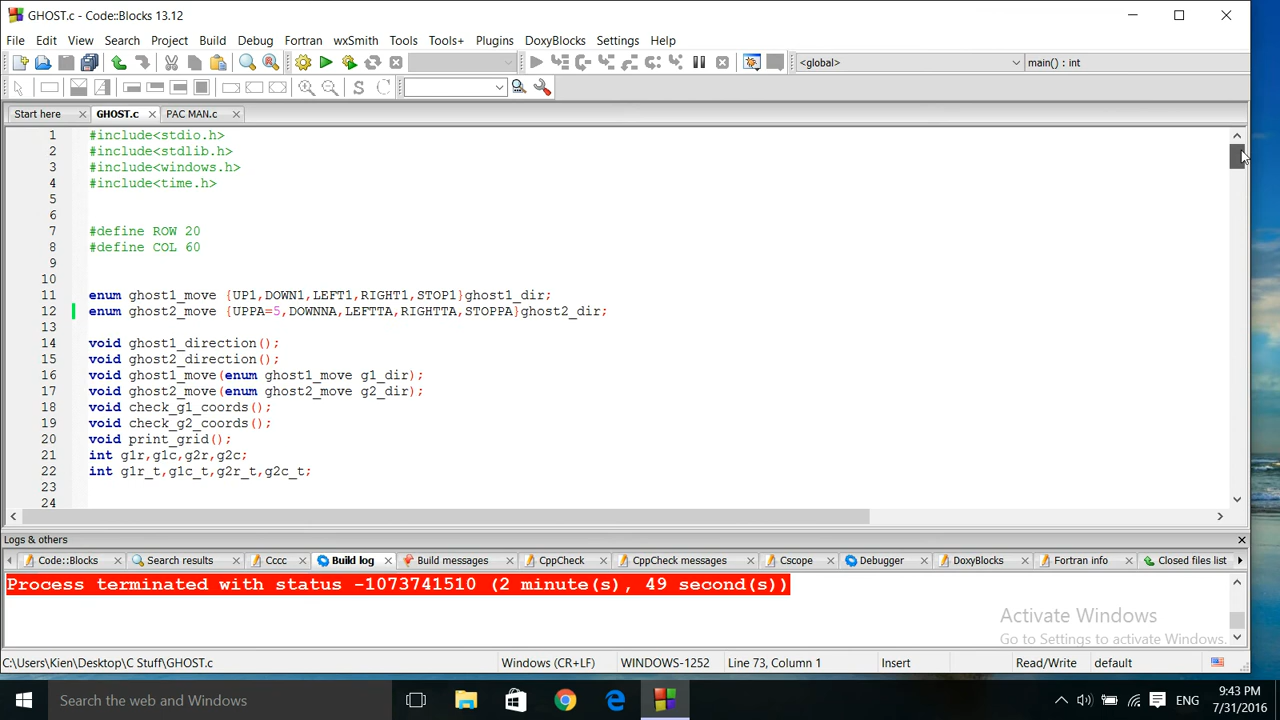 GHOST.c - Code::Blocks 13.12
File Edit View Search Project Build Debug Fortran wxSmith Tools Tools+ Plugins DoxyBlocks Settings Help
<global> main() : int
S C
Start here GHOST.c PAC MAN.c
1 #include<stdio.h>
2 #include<stdlib.h>
3 #include<windows.h>
4 #include<time.h>
5
6
7 #define ROW 20
8 #define COL 60
9
10
11 enum ghost1_move {UP1,DOWN1,LEFT1,RIGHT1,STOP1}ghost1_dir;
12 enum ghost2_move {UPPA=5,DOWNNA,LEFTTA,RIGHTTA,STOPPA}ghost2_dir;
13
14 void ghost1_direction();
15 void ghost2_direction();
16 void ghost1_move(enum ghost1_move g1_dir);
17 void ghost2_move(enum ghost2_move g2_dir);
18 void check_g1_coords();
19 void check_g2_coords();
20 void print_grid();
21 int g1r,g1c,g2r,g2c;
22 int g1r_t,g1c_t,g2r_t,g2c_t;
23
24
Logs & others
Code::Blocks Search results Cccc Build log Build messages CppCheck CppCheck messages Cscope Debugger DoxyBlocks Fortran info Closed files list
Process terminated with status -1073741510 (2 minute(s), 49 second(s))
Activate Windows
Go to Settings to activate Windows.
C:\Users\Kien\Desktop\C Stuff\GHOST.c Windows (CR+LF) WINDOWS-1252 Line 73, Column 1 Insert Read/Write default
Search the web and Windows ENG 9:43 PM
7/31/2016